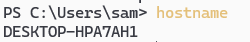 PS C:\Users\sam> hostname
DESKTOP-HPA7AH1